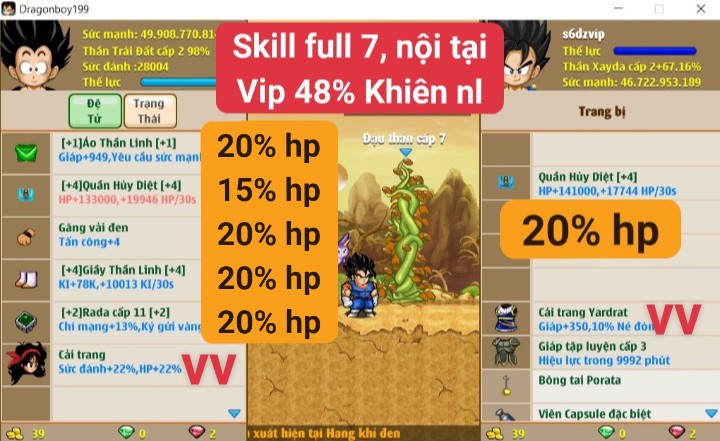 Dragonboy199
Sức mạnh: 49.908.770.81
Thần Trái Đất cấp 2 98%
Sức đánh :28004
Thể lực
Skill full 7, nội tại
Vip 48% Khiên nl
s6dzvip
Thể lực
Thần Xayda cấp 2+67.16%
Sức mạnh: 46.722.953.189
Đệ
Tử
Trạng
Thái
Trang bị
Đậu thần cấp 7
[+1]Áo Thần Linh [+1]
Giáp+949,Yêu cầu sức mạn
20% hp
[+4]Quần Hủy Diệt [+4]
HP+133000,+19946 HP/30s
15% hp
Găng vải đen
Tấn công+4
20% hp
[+4]Giầy Thần Linh [+4]
KI+78K,+10013 KI/30s
20% hp
[+2]Rada cấp 11 [+2]
Chí mạng+13%,Ký gửi vàng
20% hp
Cải trang
Sức đánh+22%,HP+22%
VV
Quần Hủy Diệt [+4]
HP+141000,+17744 HP/30s
20% hp
Cải trang Yardrat
Giáp+350,10% Né đòn
VV
Giáp tập luyện cấp 3
Hiệu lực trong 9992 phút
Bông tai Porata
Viên Capsule đặc biệt
39
0
2
xuất hiện tại Hang khỉ đen
39
0
2